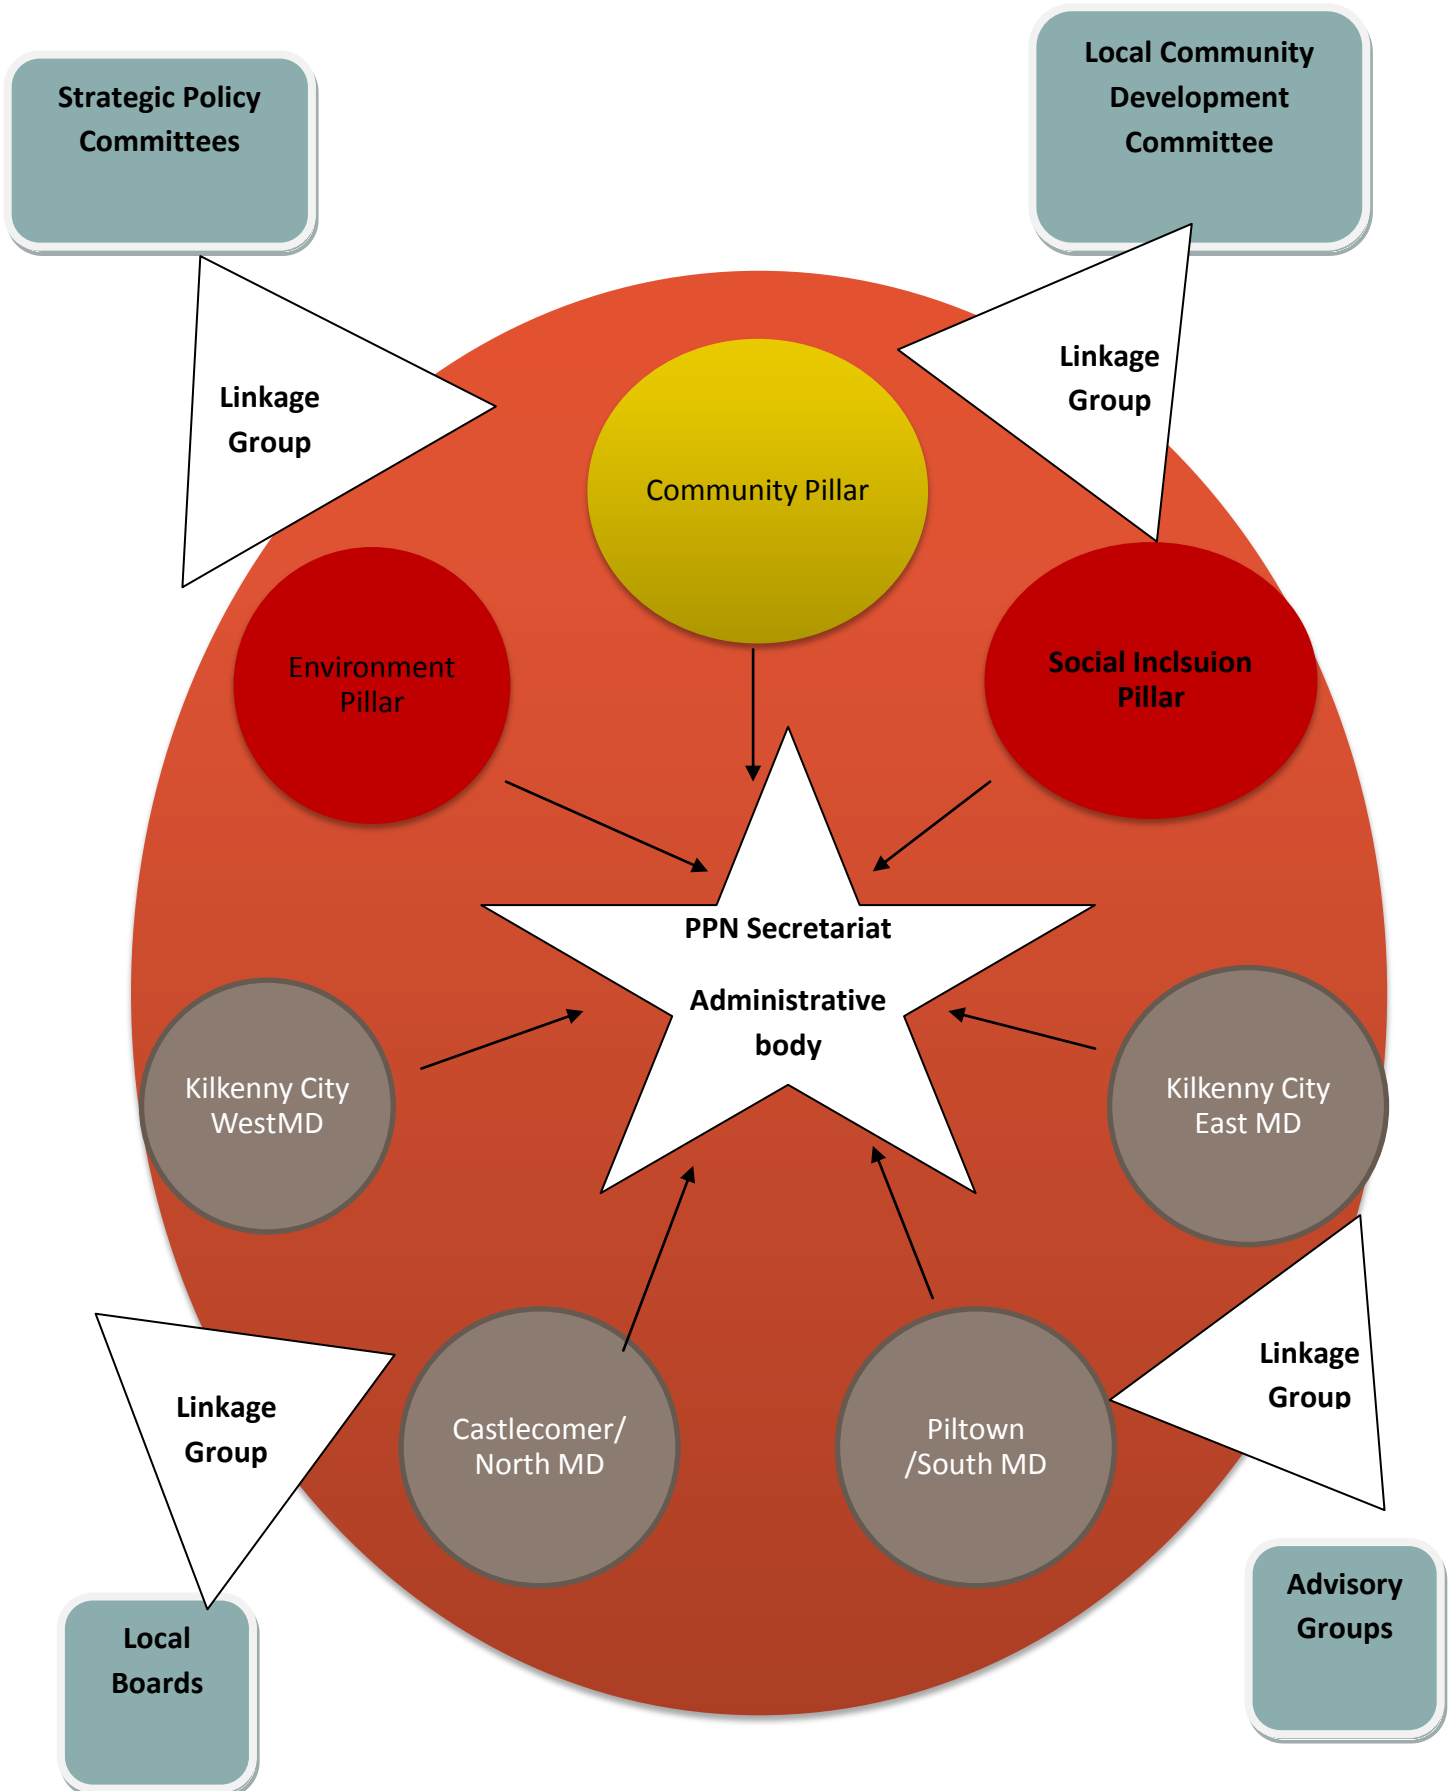 Strategic Policy
Committees
Local Community
Development
Committee
Linkage
Group
Linkage
Group
Community Pillar
Environment
Pillar
Social Inclsuion
Pillar
PPN Secretariat
Administrative
body
Kilkenny City
WestMD
Kilkenny City
East MD
Linkage
Group
Castlecomer/
North MD
Piltown
/South MD
Linkage
Group
Local
Boards
Advisory
Groups